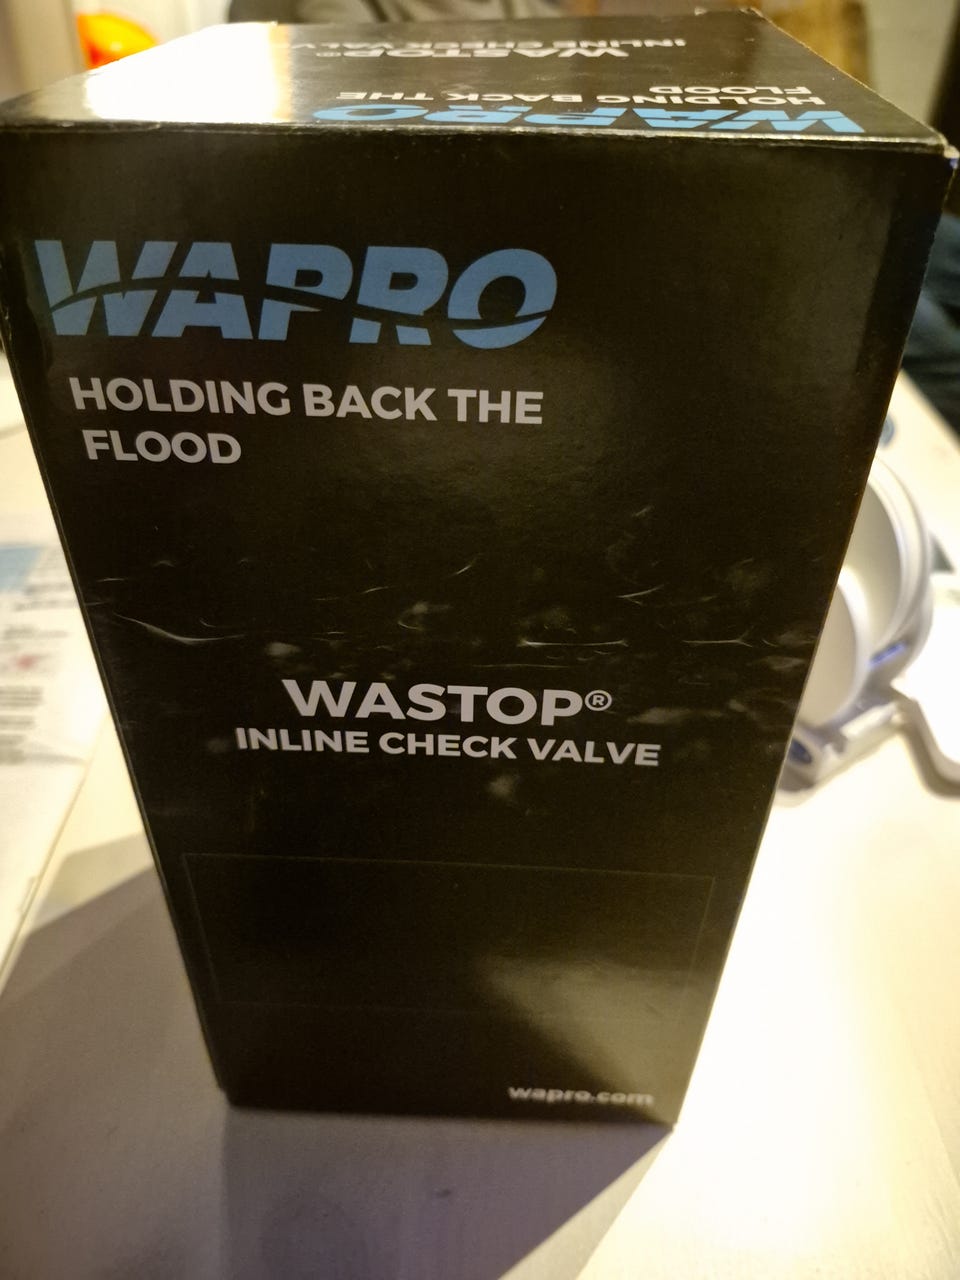 WASTOP®
INLINE CHECK VALVE
HOLDING BACK THE
FLOOD
WAPRO
WAPRO
HOLDING BACK THE
FLOOD
WASTOP®
INLINE CHECK VALVE
wapro.com